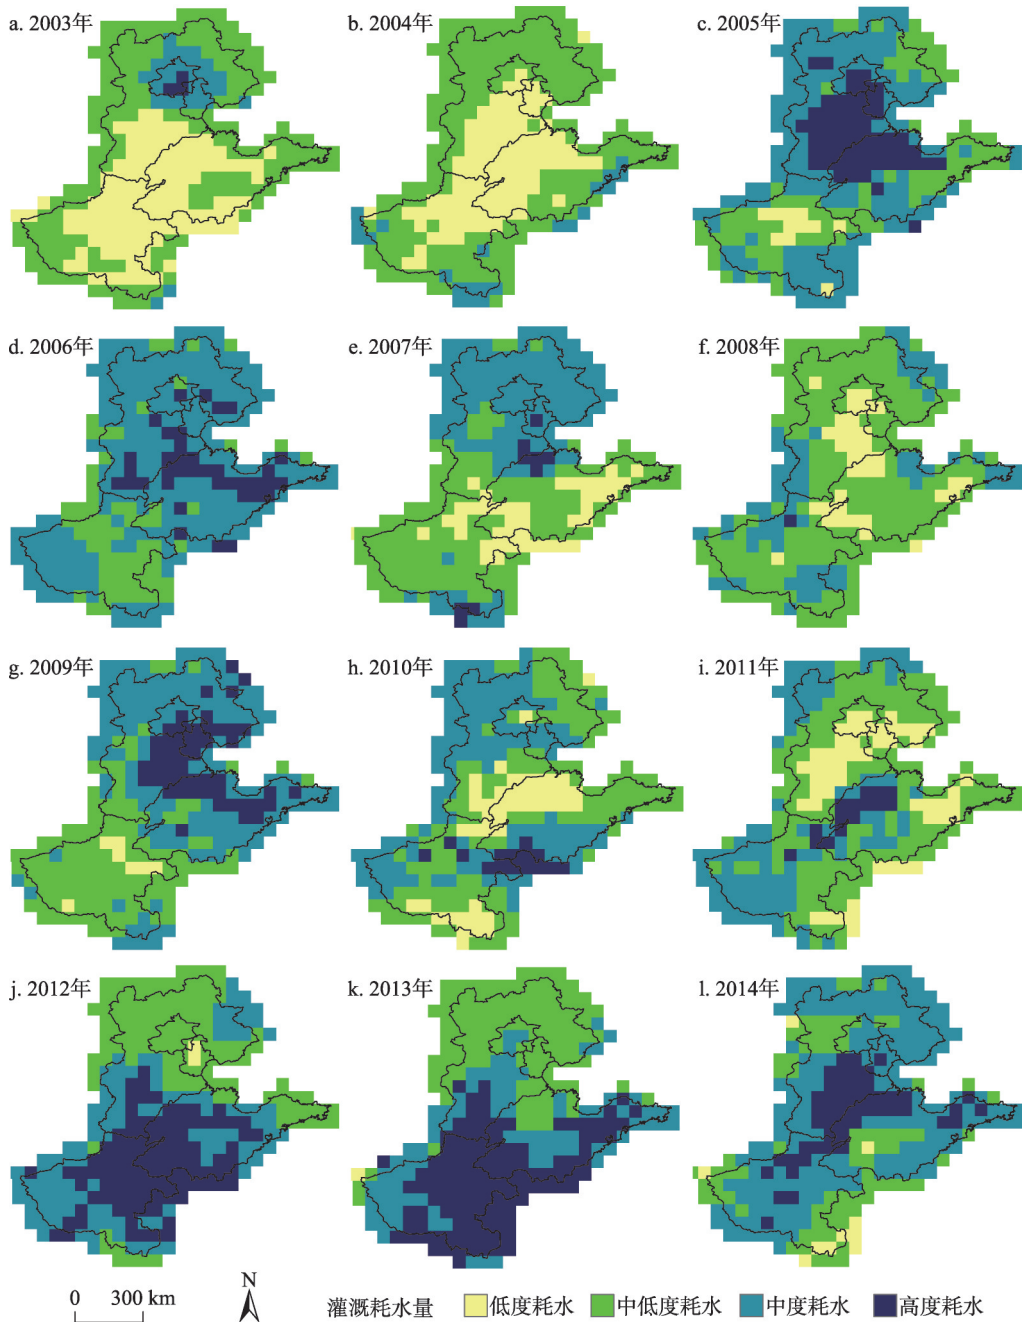 a. 2003年
b. 2004年
c. 2005年
d. 2006年
e. 2007年
f. 2008年
g. 2009年
h. 2010年
i. 2011年
j. 2012年
k. 2013年
l. 2014年
0 300 km
N
灌溉耗水量 低度耗水 中低度耗水 中度耗水 高度耗水